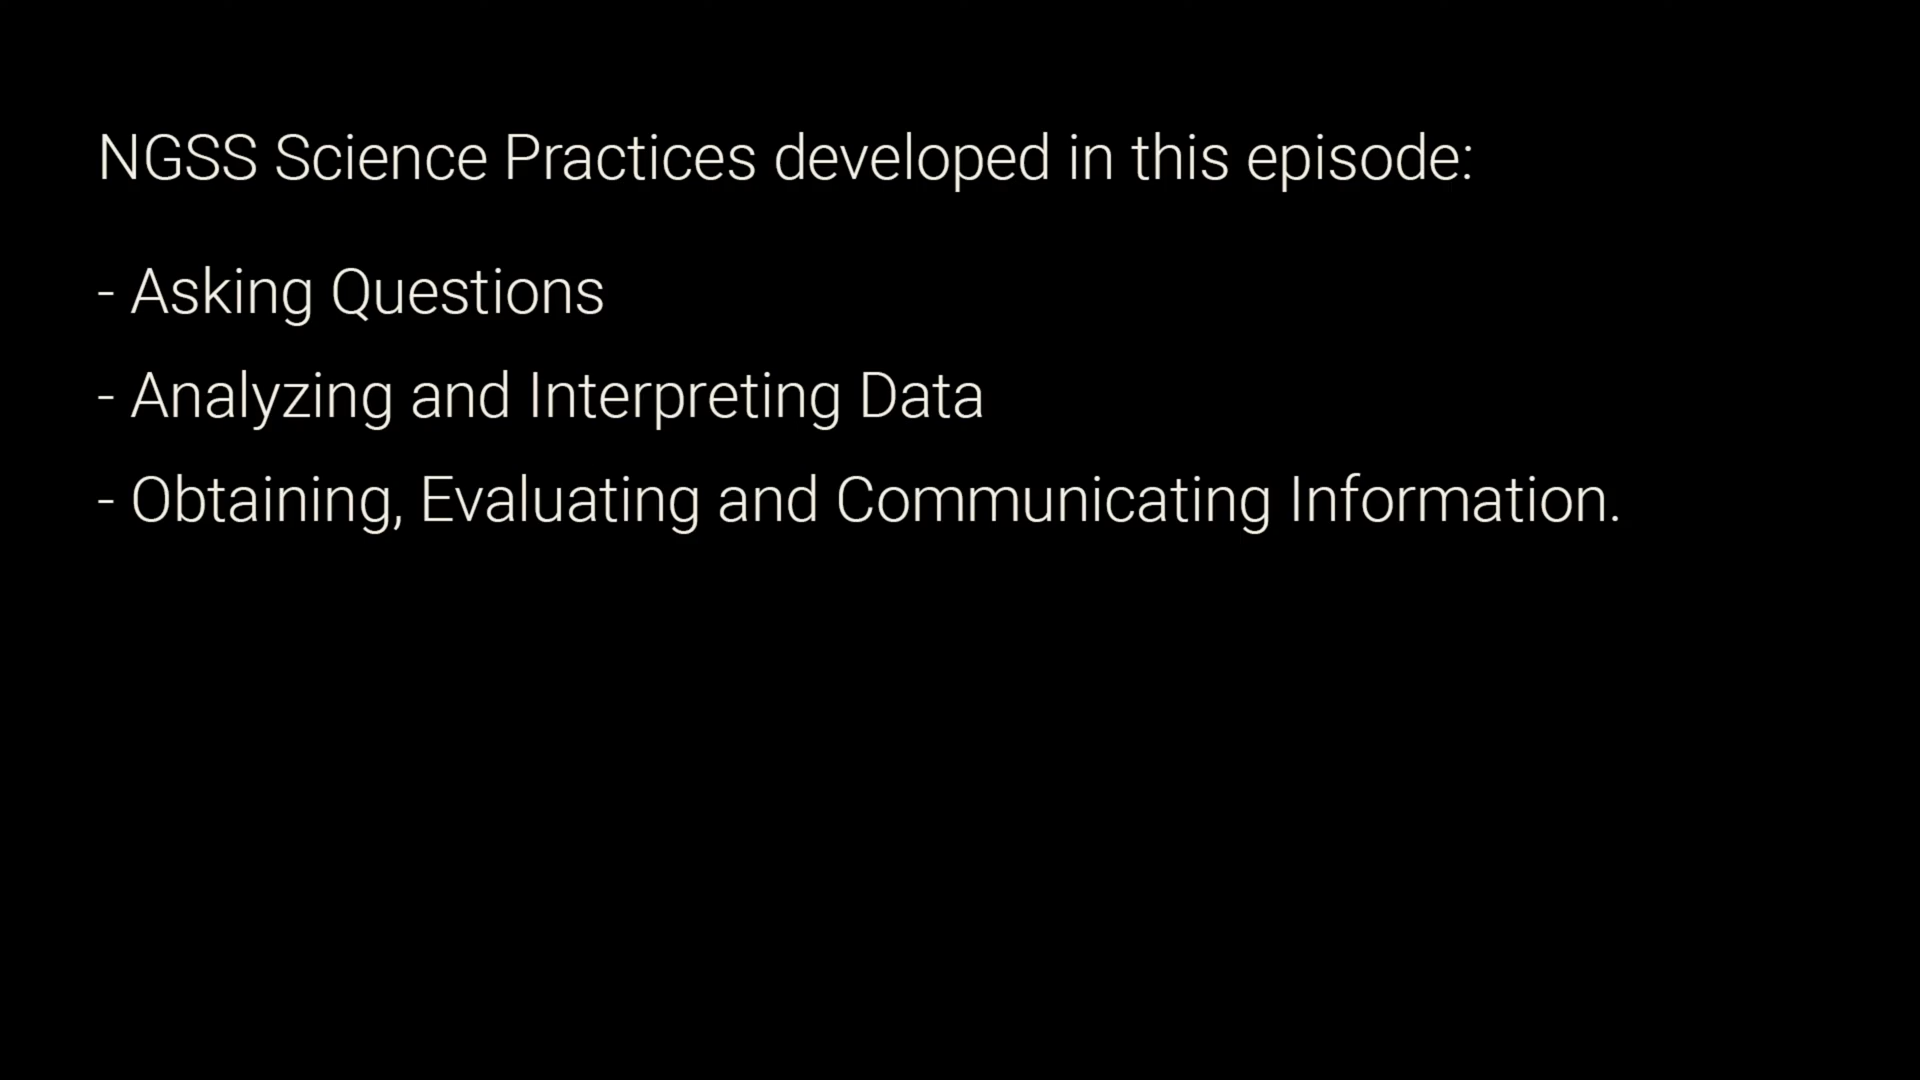 NGSS Science Practices developed in this episode:
- Asking Questions
- Analyzing and Interpreting Data
- Obtaining, Evaluating and Communicating Information.